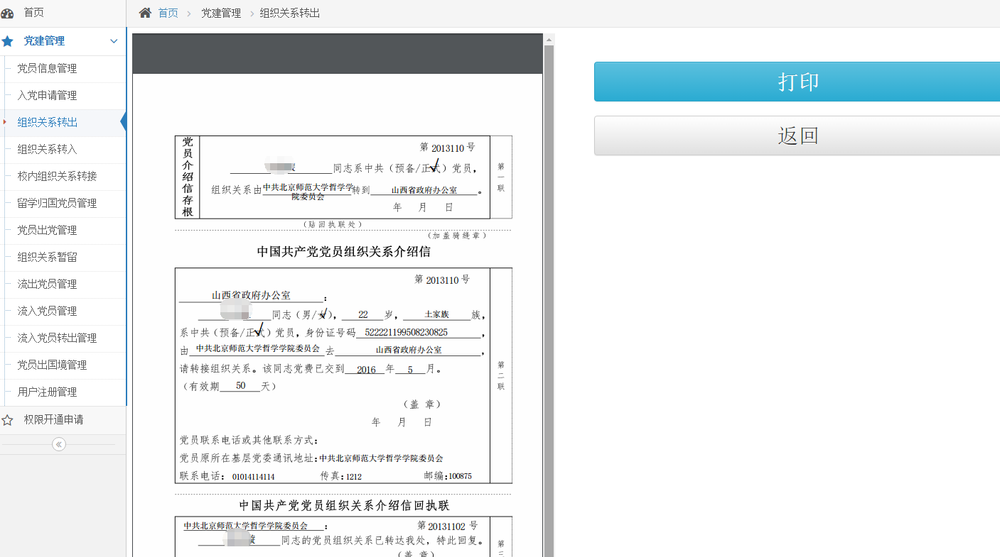 首页
党建管理
党员信息管理
入党申请管理
组织关系转出
组织关系转入
校内组织关系转接
留学归国党员管理
党员出党管理
组织关系暂留
流出党员管理
流入党员管理
流入党员转出管理
党员出国境管理
用户注册管理
权限开通申请
首页 党建管理 组织关系转出
党员介绍信存根
第 2013110 号
同志系中共（预备/正式）党员，
组织关系由中共北京师范大学哲学学院委员会转到山西省政府办公室。
年 月 日
第一联
（贴回执联处）
（加盖骑缝章）
中国共产党党员组织关系介绍信
第 2013110 号
山西省政府办公室：
同志（男/女），22 岁，土家族 族，
系中共（预备/正式）党员，身份证号码 522221199508230825，
由 中共北京师范大学哲学学院委员会 去 山西省政府办公室，
请转接组织关系。该同志党费已交到 2016 年 5 月。
（有效期 50 天）
（盖 章）
年 月 日
党员联系电话或其他联系方式：
党员原所在基层党委通讯地址：中共北京师范大学哲学学院委员会
联系电话： 01014114114 传真：1212 邮编：100875
第二联
中国共产党党员组织关系介绍信回执联
中共北京师范大学哲学学院委员会： 第 20131102 号
同志的党员组织关系已转达我处，特此回复。
（盖 章）
第三
打印
返回